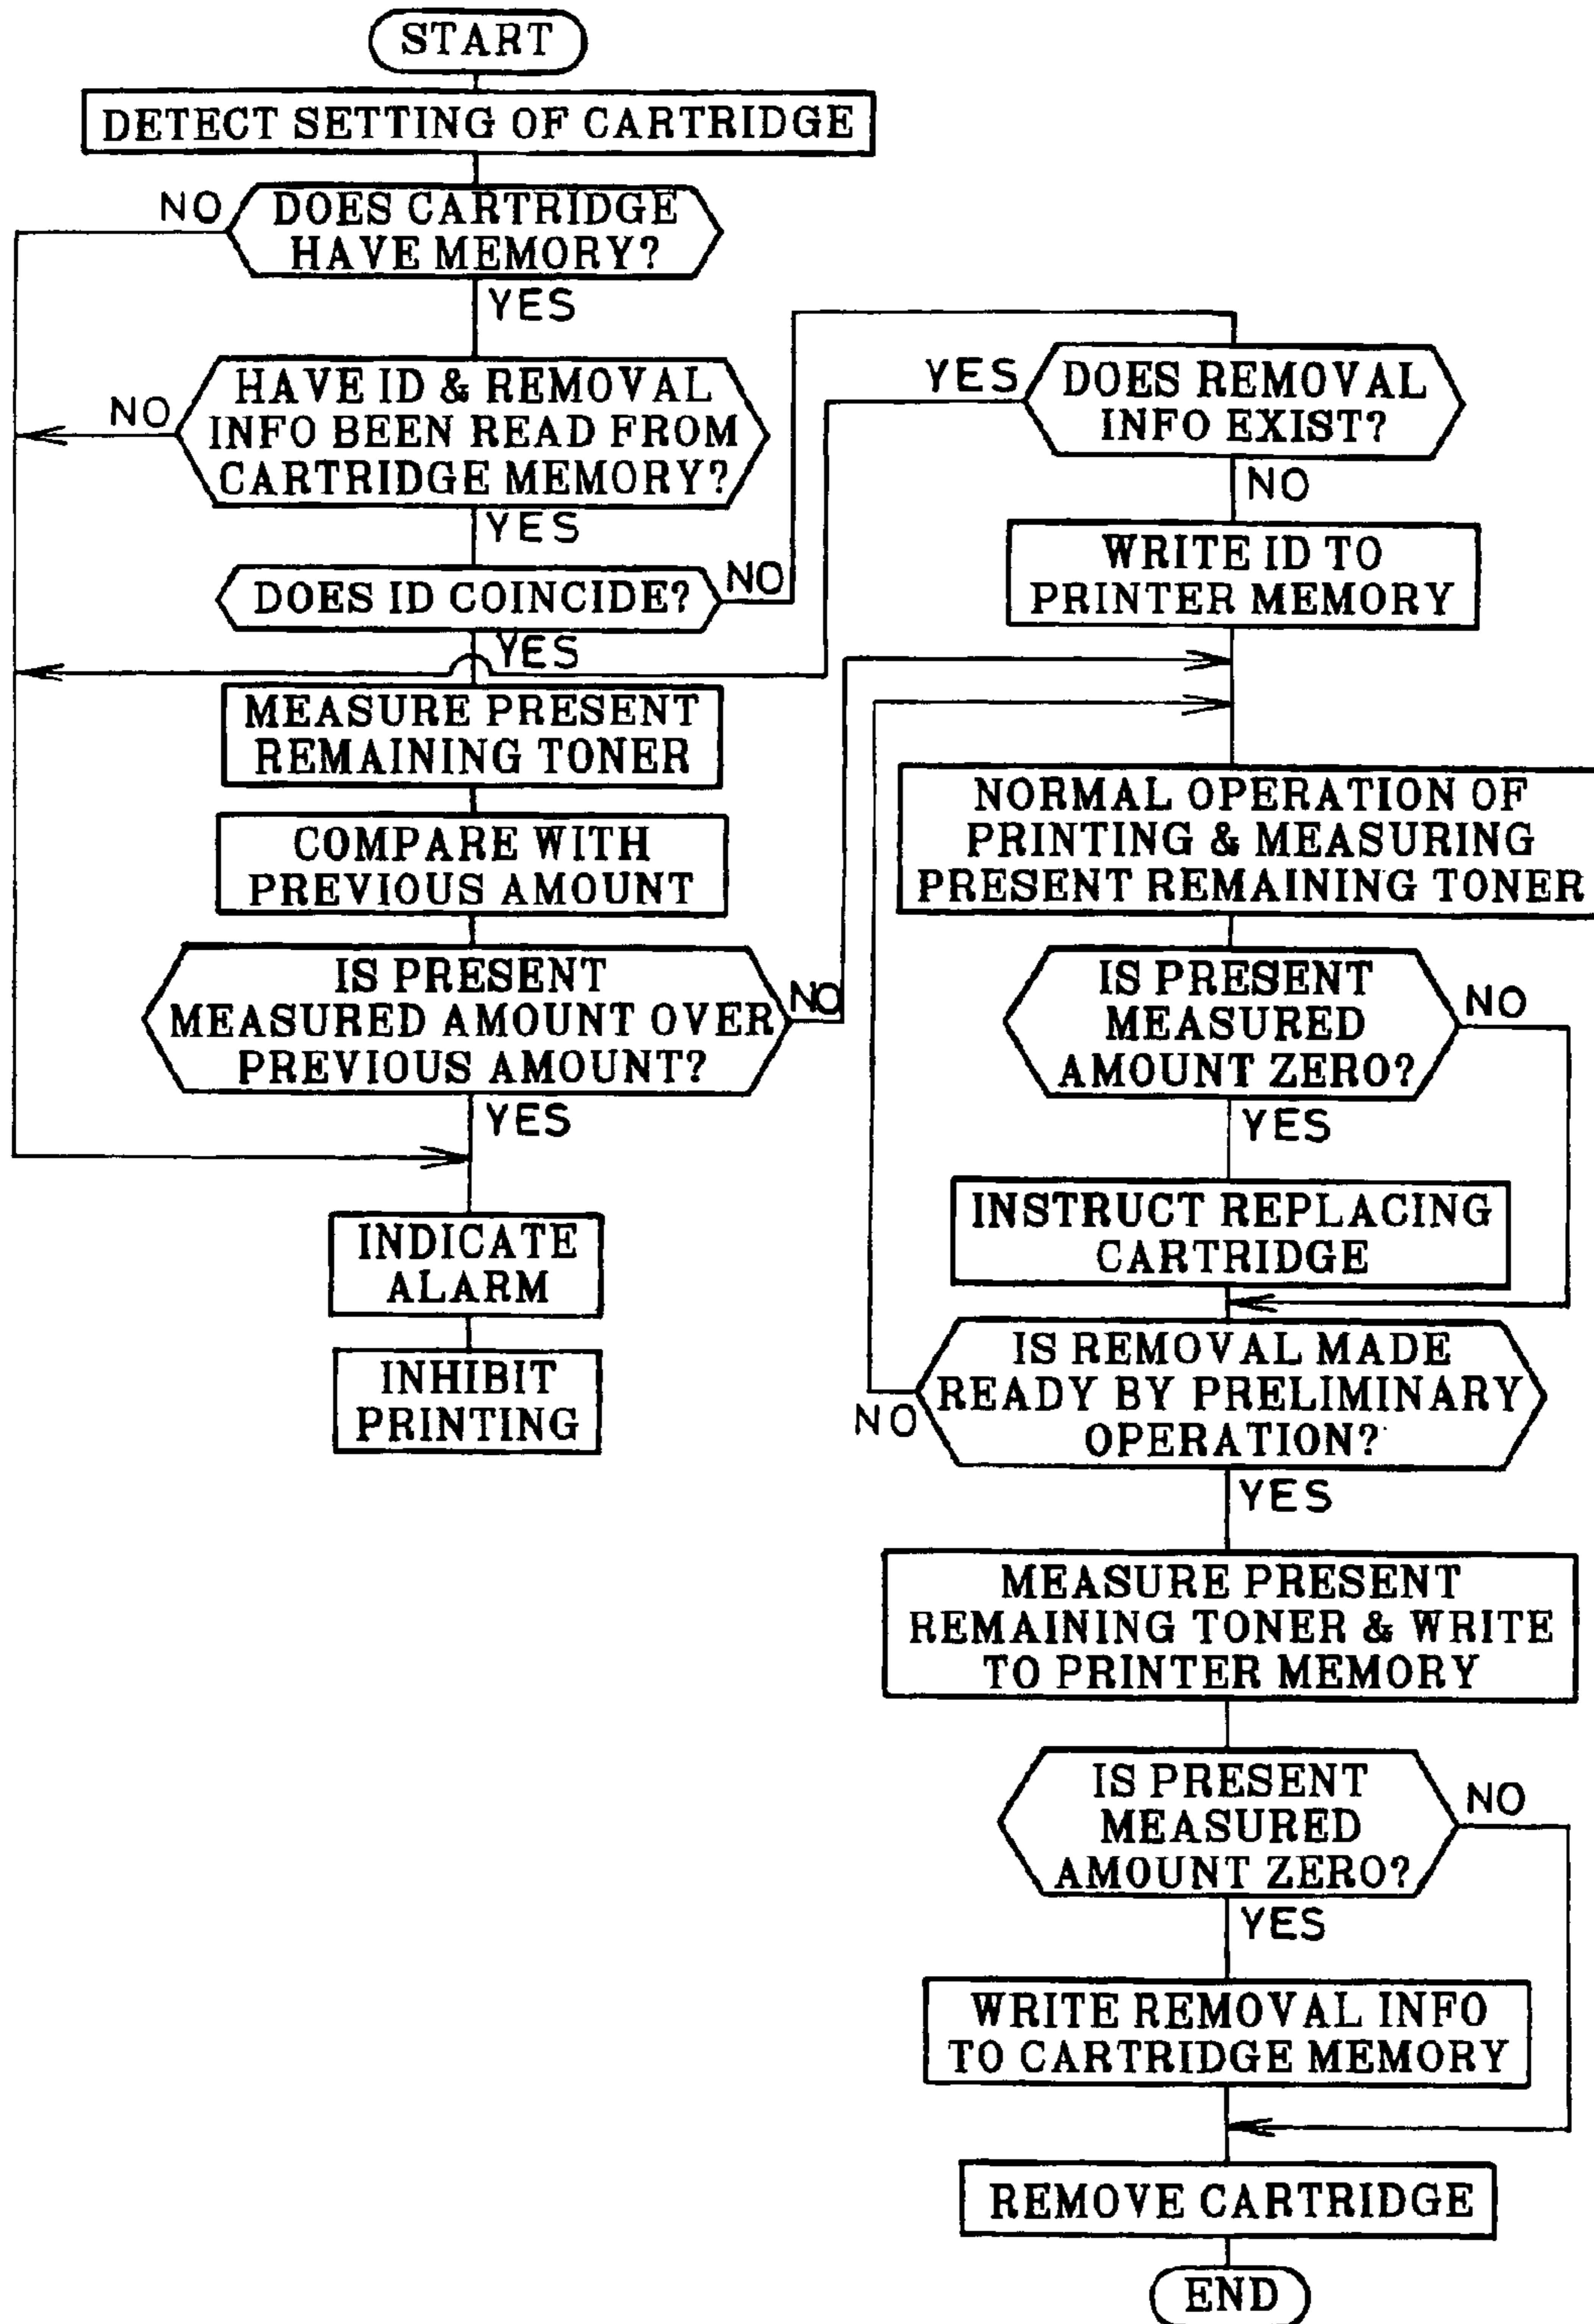 START
DETECT SETTING OF CARTRIDGE
NO
DOES CARTRIDGE
HAVE MEMORY?
YES
HAVE ID & REMOVAL
INFO BEEN READ FROM
CARTRIDGE MEMORY?
NO
YES
DOES ID COINCIDE?
NO
YES
MEASURE PRESENT
REMAINING TONER
COMPARE WITH
PREVIOUS AMOUNT
IS PRESENT
MEASURED AMOUNT OVER
PREVIOUS AMOUNT?
NO
YES
INDICATE
ALARM
INHIBIT
PRINTING
YES
DOES REMOVAL
INFO EXIST?
NO
WRITE ID TO
PRINTER MEMORY
NORMAL OPERATION OF
PRINTING & MEASURING
PRESENT REMAINING TONER
IS PRESENT
MEASURED
AMOUNT ZERO?
NO
YES
INSTRUCT REPLACING
CARTRIDGE
IS REMOVAL MADE
READY BY PRELIMINARY
OPERATION?
NO
YES
MEASURE PRESENT
REMAINING TONER & WRITE
TO PRINTER MEMORY
IS PRESENT
MEASURED
AMOUNT ZERO?
NO
YES
WRITE REMOVAL INFO
TO CARTRIDGE MEMORY
REMOVE CARTRIDGE
END